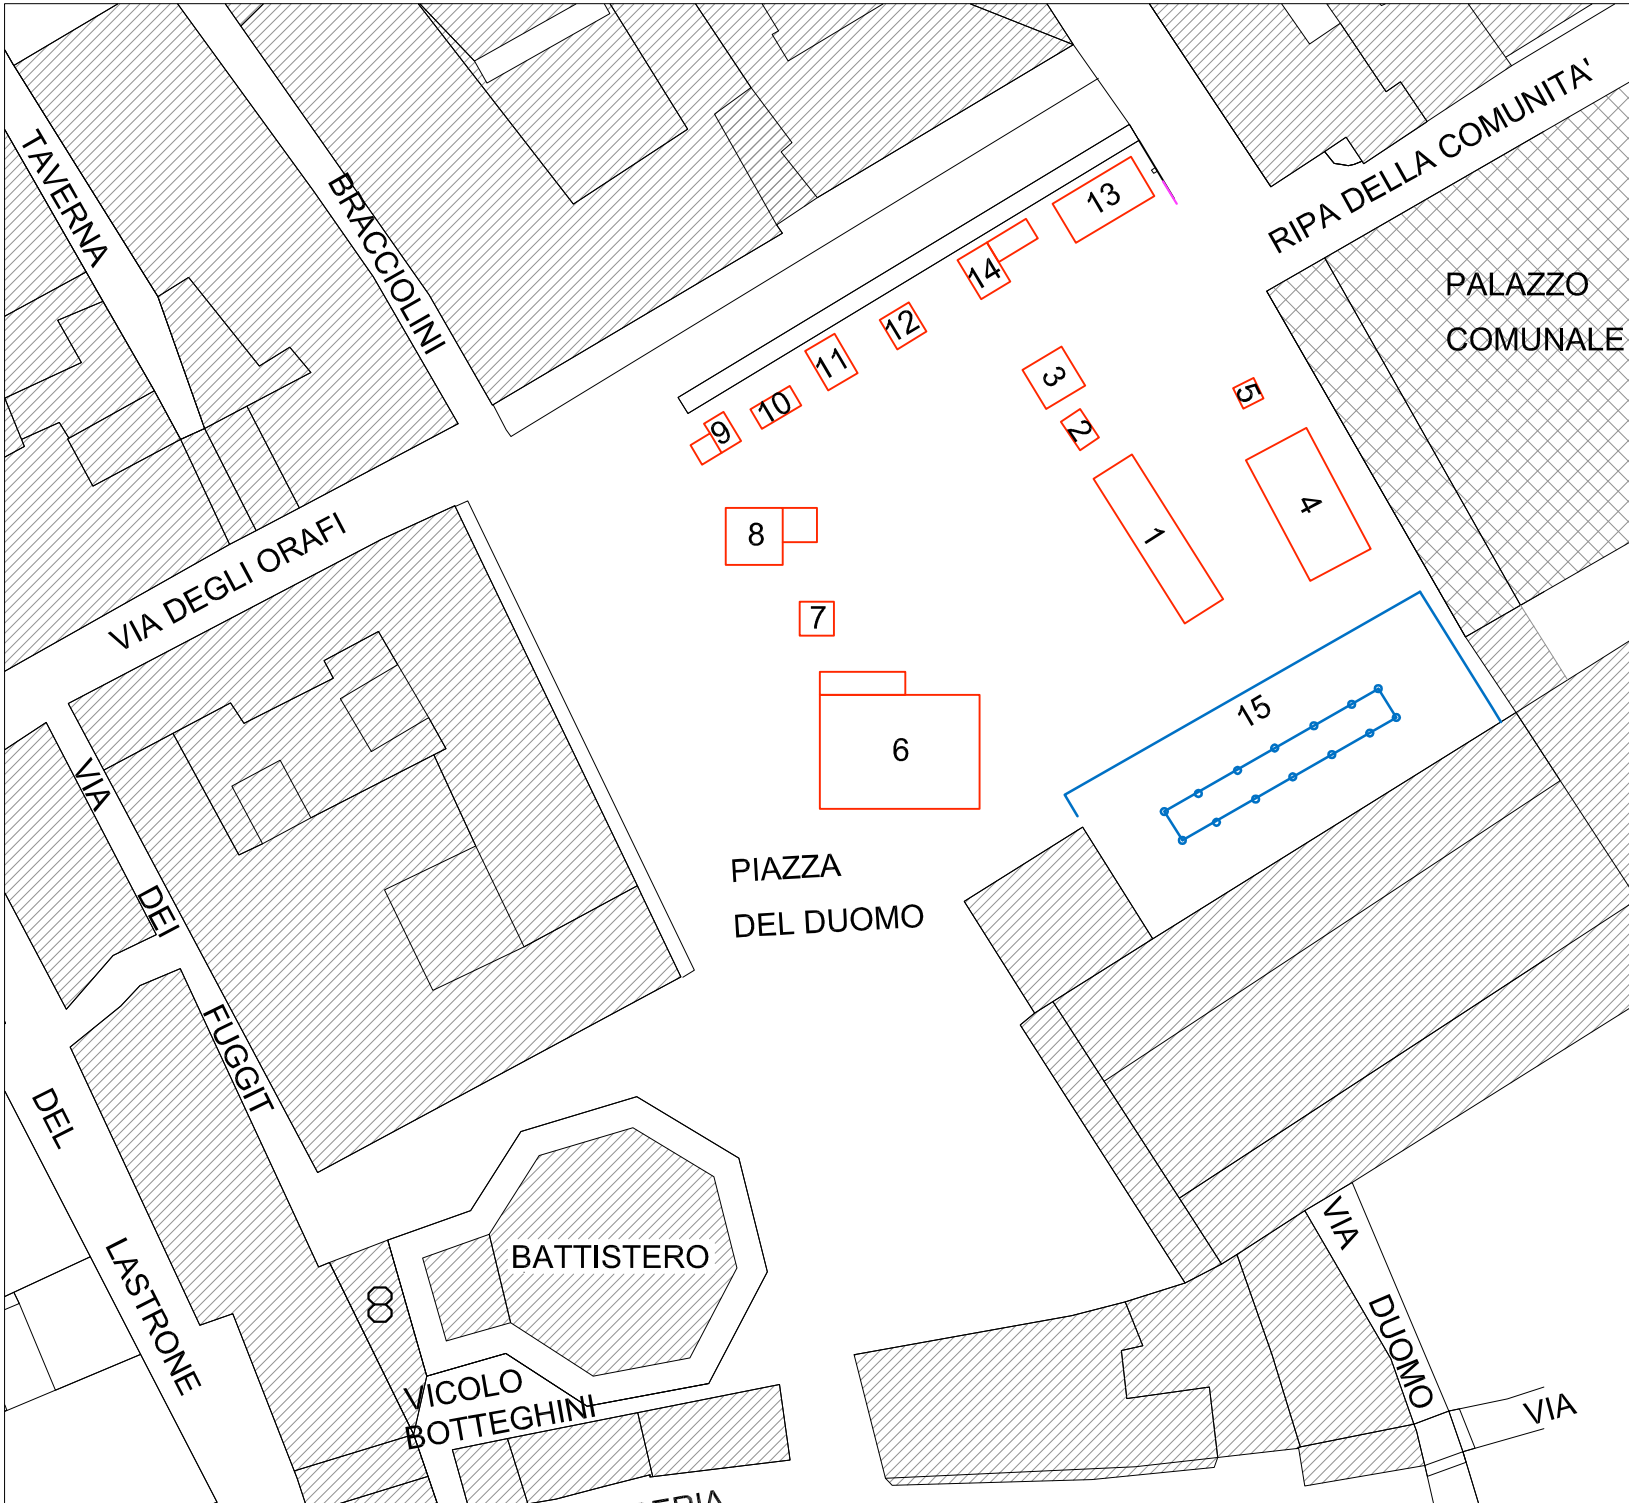 TAVERNA
BRACCIOLINI
RIPA DELLA COMUNITA'
PALAZZO
COMUNALE
13
14
12
11
10
9
3
2
5
1
4
8
7
6
15
VIA DEGLI ORAFI
VIA
DEI
FUGGIT
PIAZZA
DEL DUOMO
DEL
LASTRONE
BATTISTERO
8
VICOLO
BOTTEGHINI
VIA
DUOMO
VIA